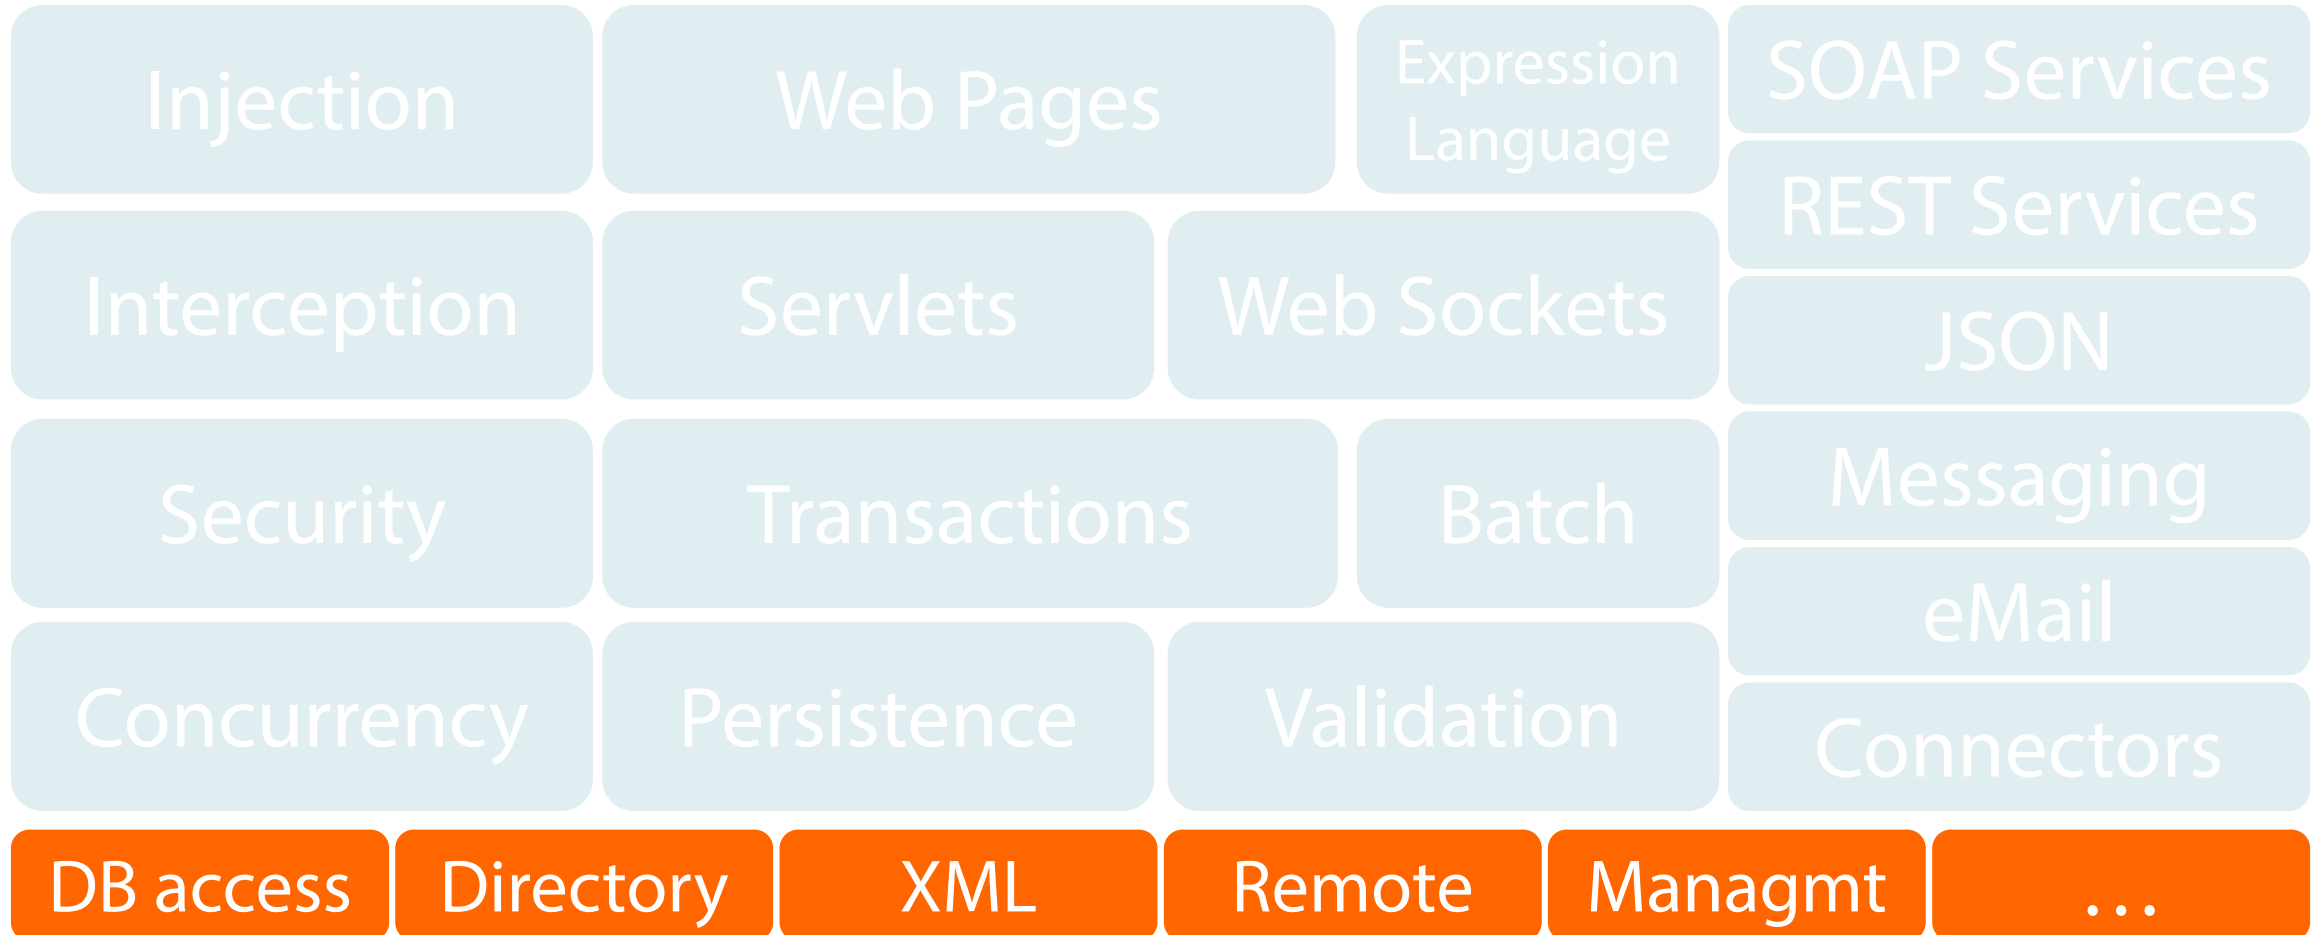 Injection
Web Pages
Expression
Language
SOAP Services
REST Services
Interception
Servlets
Web Sockets
JSON
Security
Transactions
Batch
Messaging
eMail
Concurrency
Persistence
Validation
Connectors
DB access
Directory
XML
Remote
Managmt
...